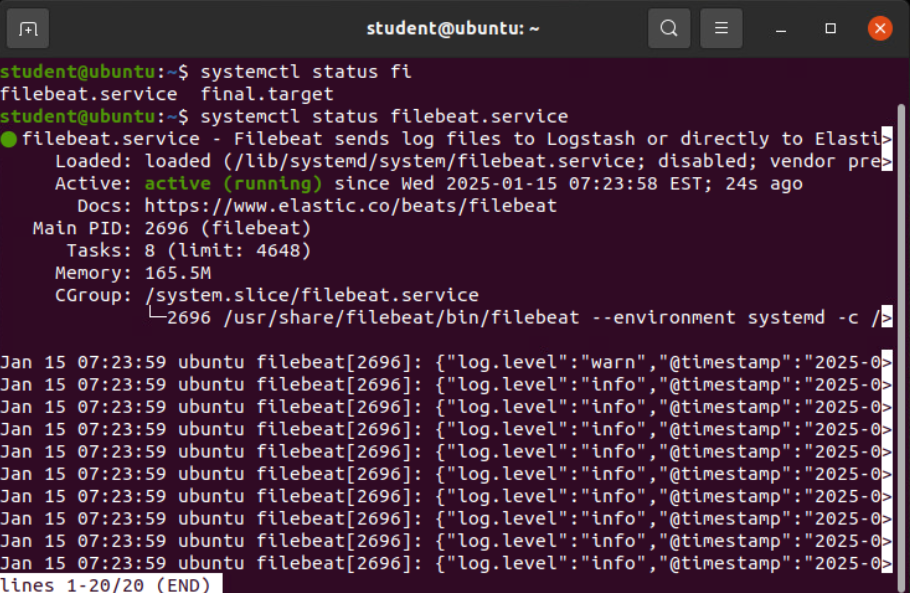 student@ubuntu: ~
student@ubuntu:~$ systemctl status fi
filebeat.service  final.target
student@ubuntu:~$ systemctl status filebeat.service
● filebeat.service - Filebeat sends log files to Logstash or directly to Elasti>
     Loaded: loaded (/lib/systemd/system/filebeat.service; disabled; vendor pre>
     Active: active (running) since Wed 2025-01-15 07:23:58 EST; 24s ago
       Docs: https://www.elastic.co/beats/filebeat
   Main PID: 2696 (filebeat)
      Tasks: 8 (limit: 4648)
     Memory: 165.5M
     CGroup: /system.slice/filebeat.service
             └─2696 /usr/share/filebeat/bin/filebeat --environment systemd -c />
Jan 15 07:23:59 ubuntu filebeat[2696]: {"log.level":"warn","@timestamp":"2025-0>
Jan 15 07:23:59 ubuntu filebeat[2696]: {"log.level":"info","@timestamp":"2025-0>
Jan 15 07:23:59 ubuntu filebeat[2696]: {"log.level":"info","@timestamp":"2025-0>
Jan 15 07:23:59 ubuntu filebeat[2696]: {"log.level":"info","@timestamp":"2025-0>
Jan 15 07:23:59 ubuntu filebeat[2696]: {"log.level":"info","@timestamp":"2025-0>
Jan 15 07:23:59 ubuntu filebeat[2696]: {"log.level":"info","@timestamp":"2025-0>
Jan 15 07:23:59 ubuntu filebeat[2696]: {"log.level":"info","@timestamp":"2025-0>
Jan 15 07:23:59 ubuntu filebeat[2696]: {"log.level":"info","@timestamp":"2025-0>
Jan 15 07:23:59 ubuntu filebeat[2696]: {"log.level":"info","@timestamp":"2025-0>
Jan 15 07:23:59 ubuntu filebeat[2696]: {"log.level":"info","@timestamp":"2025-0>
lines 1-20/20 (END)